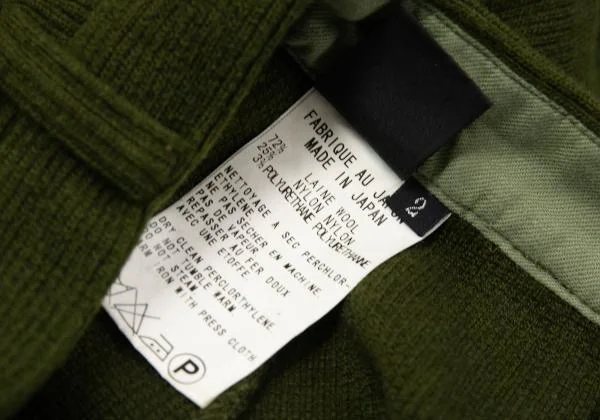 FABRIQUE AU JAPON
MADE IN JAPAN
72% LAINE WOOL
25% NYLON NYLON
3% POLYURETHANE POLYURETHANE
NETTOYAGE A SEC PERCHLOR-
ETHYLENE
NE PAS SECHER EN MACHINE
PAS DE VAPEUR
RAPASSER AU FER DOUX
AVEC UNE ETOFFE
DRY CLEAN PERCLORTHYLENE
DO NOT TUMBLE WARM
DO NOT STEAM
IRON WITH PRESS CLOTH
P
2